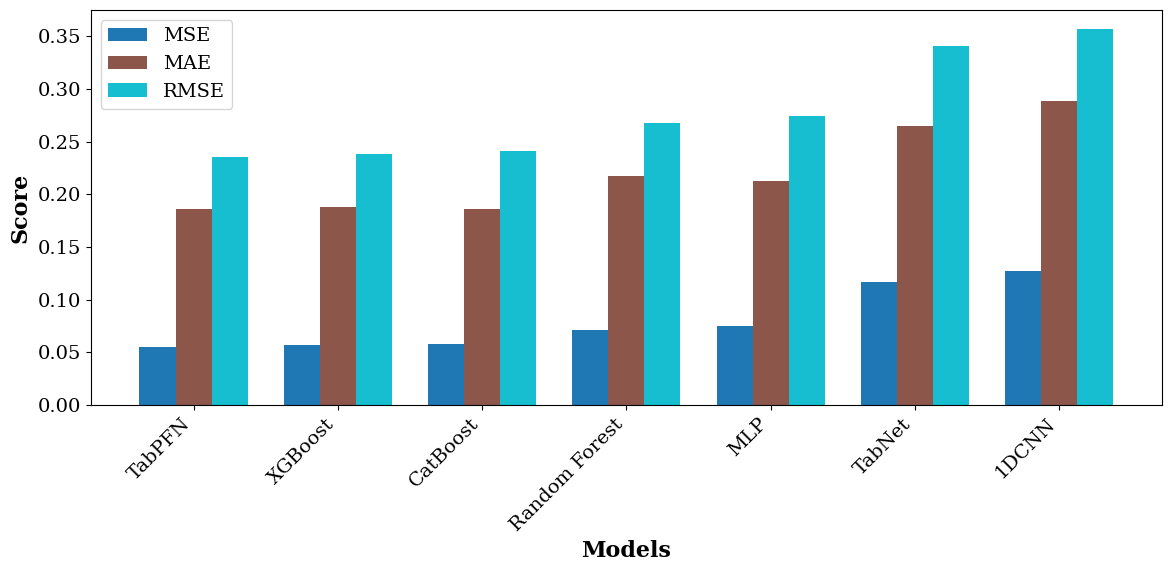 MSE
MAE
RMSE
0.35
0.30
0.25
0.20
0.15
0.10
0.05
0.00
Score
TabPFN
XGBoost
CatBoost
Random Forest
MLP
TabNet
1DCNN
Models